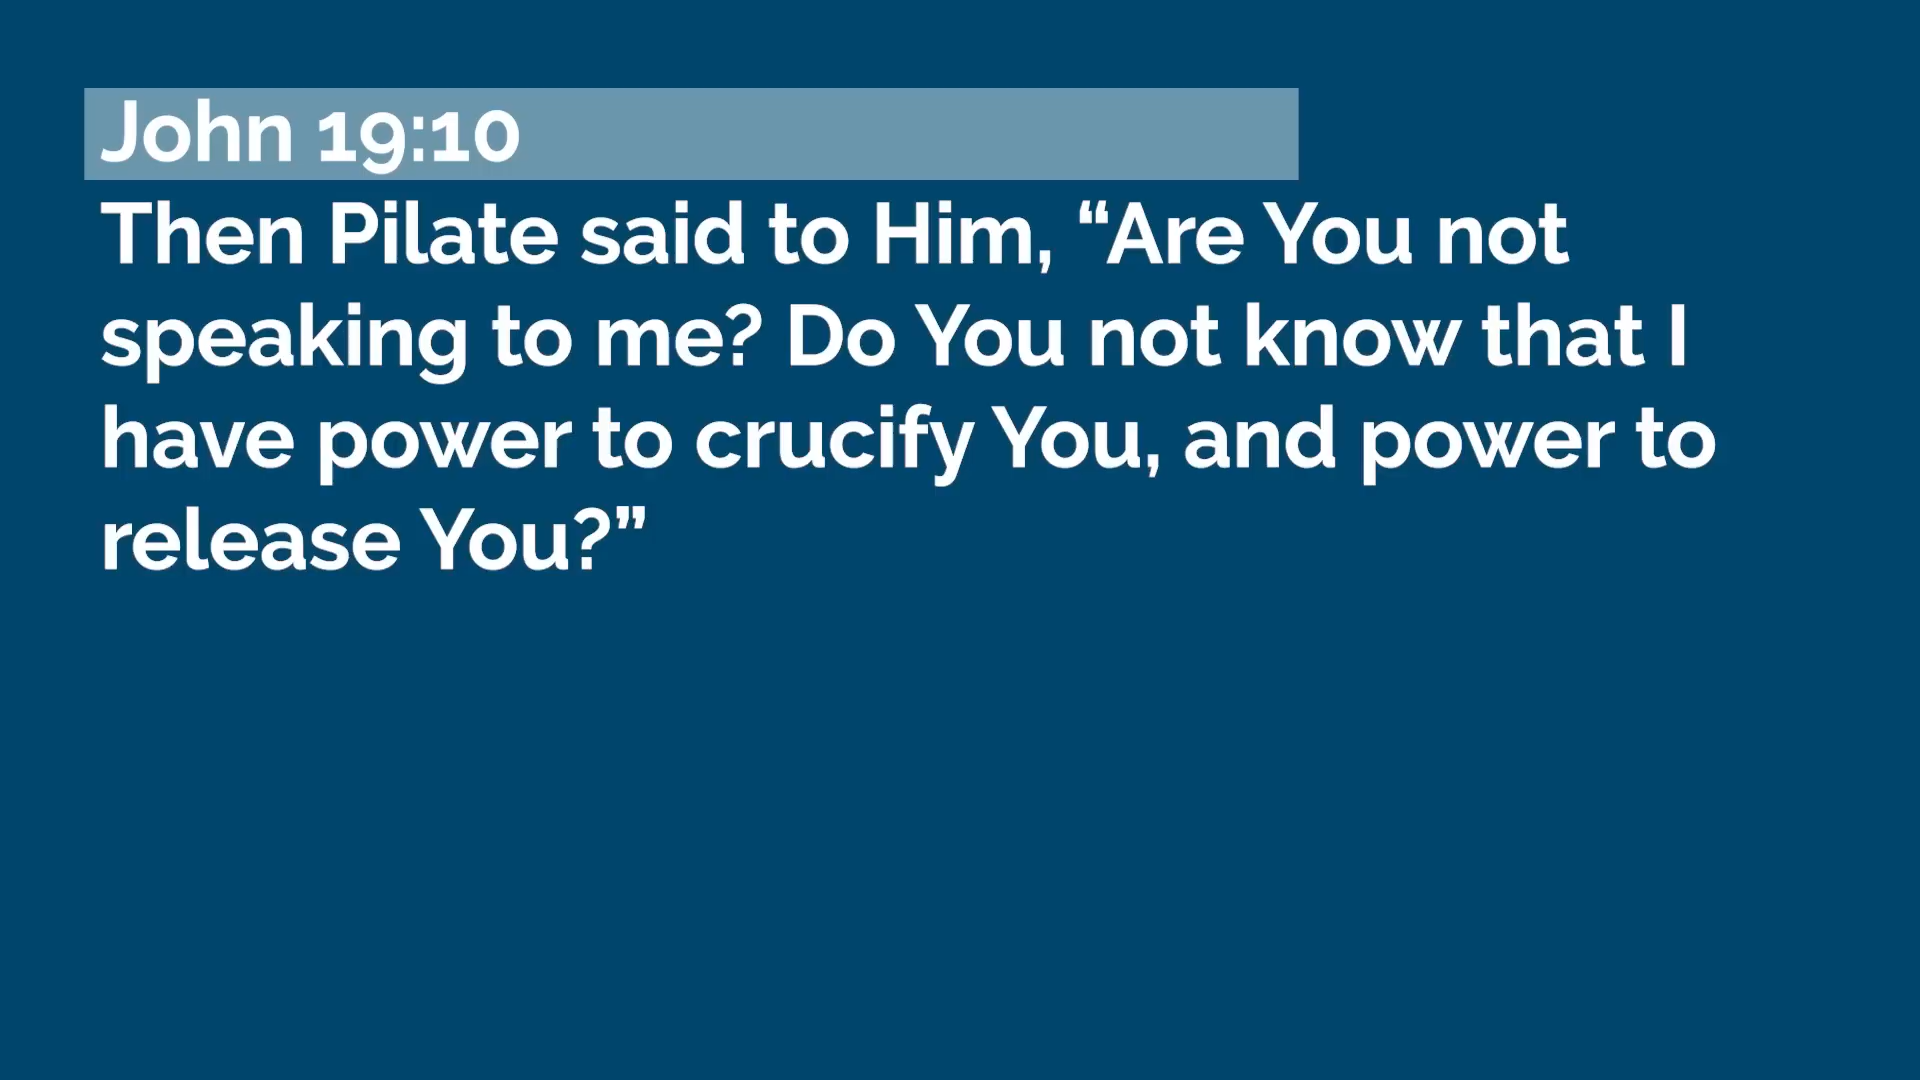 John 19:10
Then Pilate said to Him, “Are You not
speaking to me? Do You not know that I
have power to crucify You, and power to
release You?”